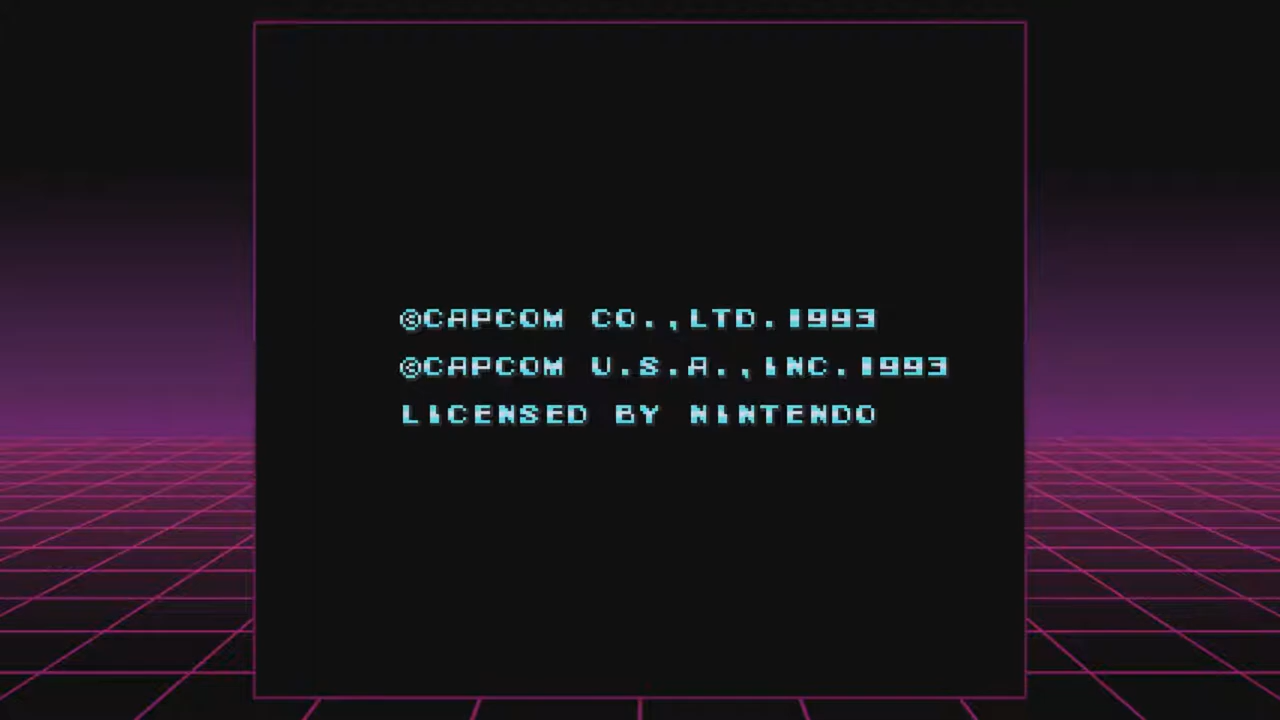 ©CAPCOM CO.,LTD.1993
©CAPCOM U.S.A.,INC.1993
LICENSED BY NINTENDO